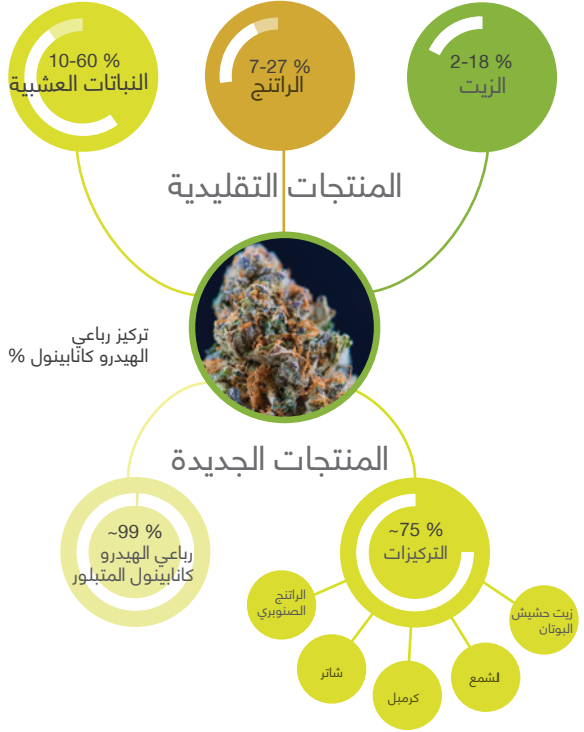 2-18 %
الزيت
7-27 %
الراتنج
10-60 %
النباتات العشبية
المنتجات التقليدية
تركيز رباعي
الهيدرو كانابينول %
المنتجات الجديدة
~75 %
التركيزات
~99 %
رباعي الهيدرو
كانابينول المتبلور
زيت حشيش
البوتان
الشمع
كرمبل
شاتر
الراتنج
الصنوبري